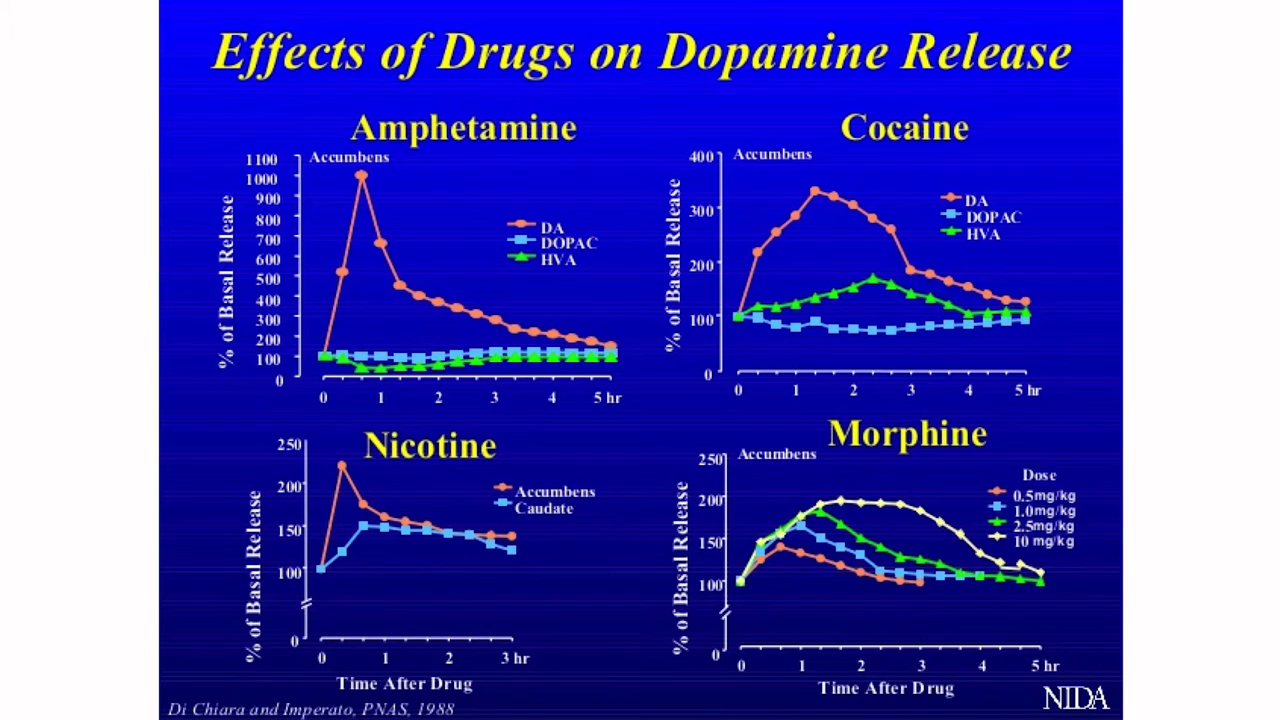 Effects of Drugs on Dopamine Release
Amphetamine
Accumbens
1100
1000
900
800
700
600
500
400
300
200
100
0
% of Basal Release
DA
DOPAC
HVA
0 1 2 3 4 5 hr
Cocaine
Accumbens
400
300
200
100
0
% of Basal Release
DA
DOPAC
HVA
0 1 2 3 4 5 hr
Nicotine
250
200
150
100
0
% of Basal Release
Accumbens
Caudate
0 1 2 3 hr
Time After Drug
Morphine
Accumbens
250
200
150
100
0
% of Basal Release
Dose
0.5mg/kg
1.0mg/kg
2.5mg/kg
10 mg/kg
0 1 2 3 4 5 hr
Time After Drug
Di Chiara and Imperato, PNAS, 1988
NIDA